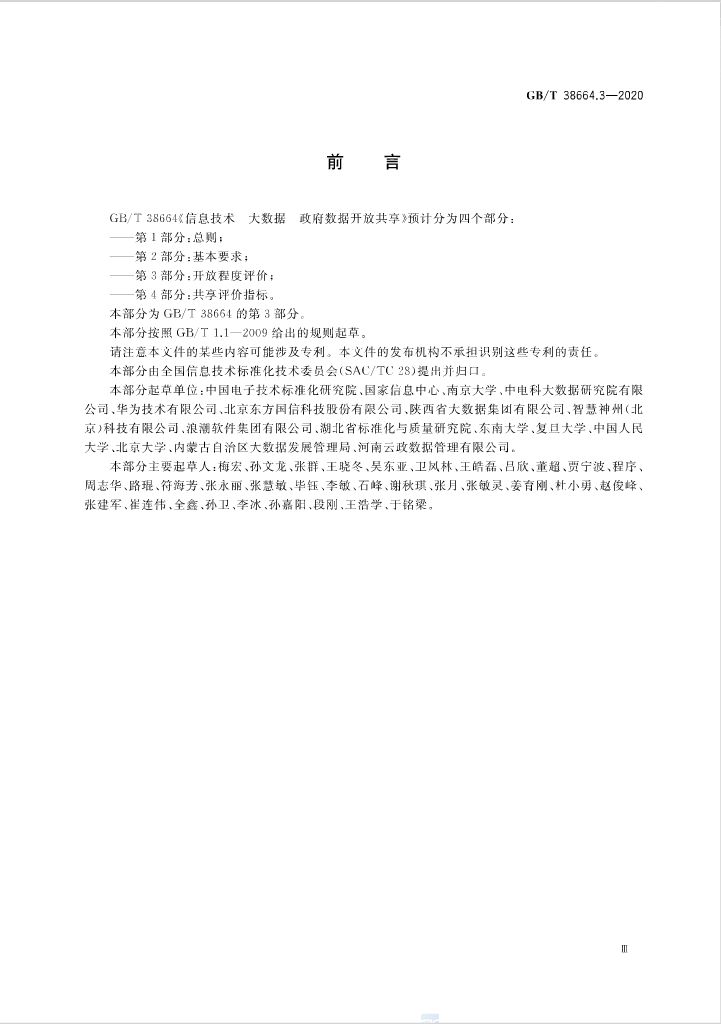 GB/T 38664.3—2020
前 言
GB/T 38664《信息技术 大数据 政府数据开放共享》预计分为四个部分：
——第 1 部分：总则；
——第 2 部分：基本要求；
——第 3 部分：开放程度评价；
——第 4 部分：共享评价指标。
本部分为 GB/T 38664 的第 3 部分。
本部分按照 GB/T 1.1—2009 给出的规则起草。
请注意本文件的某些内容可能涉及专利。本文件的发布机构不承担识别这些专利的责任。
本部分由全国信息技术标准化技术委员会(SAC/TC 28)提出并归口。
本部分起草单位：中国电子技术标准化研究院、国家信息中心、南京大学、中电科大数据研究院有限
公司、华为技术有限公司、北京东方国信科技股份有限公司、陕西省大数据集团有限公司、智慧神州(北
京)科技有限公司、浪潮软件集团有限公司、湖北省标准化与质量研究院、东南大学、复旦大学、中国人民
大学、北京大学、内蒙古自治区大数据发展管理局、河南云政数据管理有限公司。
本部分主要起草人：梅宏、孙文龙、张群、王晓冬、吴东亚、卫凤林、王皓磊、吕欣、董超、贾宁波、程序、
周志华、路琨、符海芳、张永丽、张慧敏、毕钰、李敏、石峰、谢秋琪、张月、张敏灵、姜育刚、杜小勇、赵俊峰、
张建军、崔连伟、全鑫、孙卫、李冰、孙嘉阳、段刚、王浩学、于铭梁。
Ⅲ